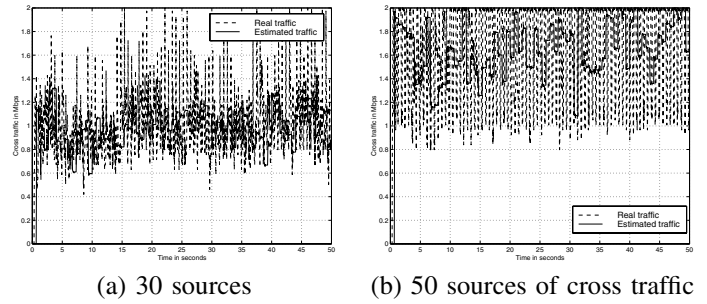 2
1.8
1.6
1.4
1.2
1
0.8
0.6
0.4
0.2
0
Cross traffic in Mbps
Real traffic
Estimated traffic
0 5 10 15 20 25 30 35 40 45 50
Time in seconds
(a) 30 sources
2
1.8
1.6
1.4
1.2
1
0.8
0.6
0.4
0.2
0
Cross traffic in Mbps
Real traffic
Estimated traffic
0 5 10 15 20 25 30 35 40 45 50
Time in seconds
(b) 50 sources of cross traffic